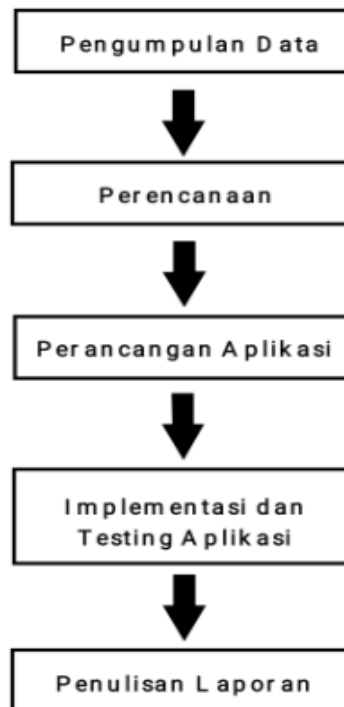 Pengumpulan Data
Perencanaan
Perancangan Aplikasi
Implementasi dan
Testing Aplikasi
Penulisan Laporan